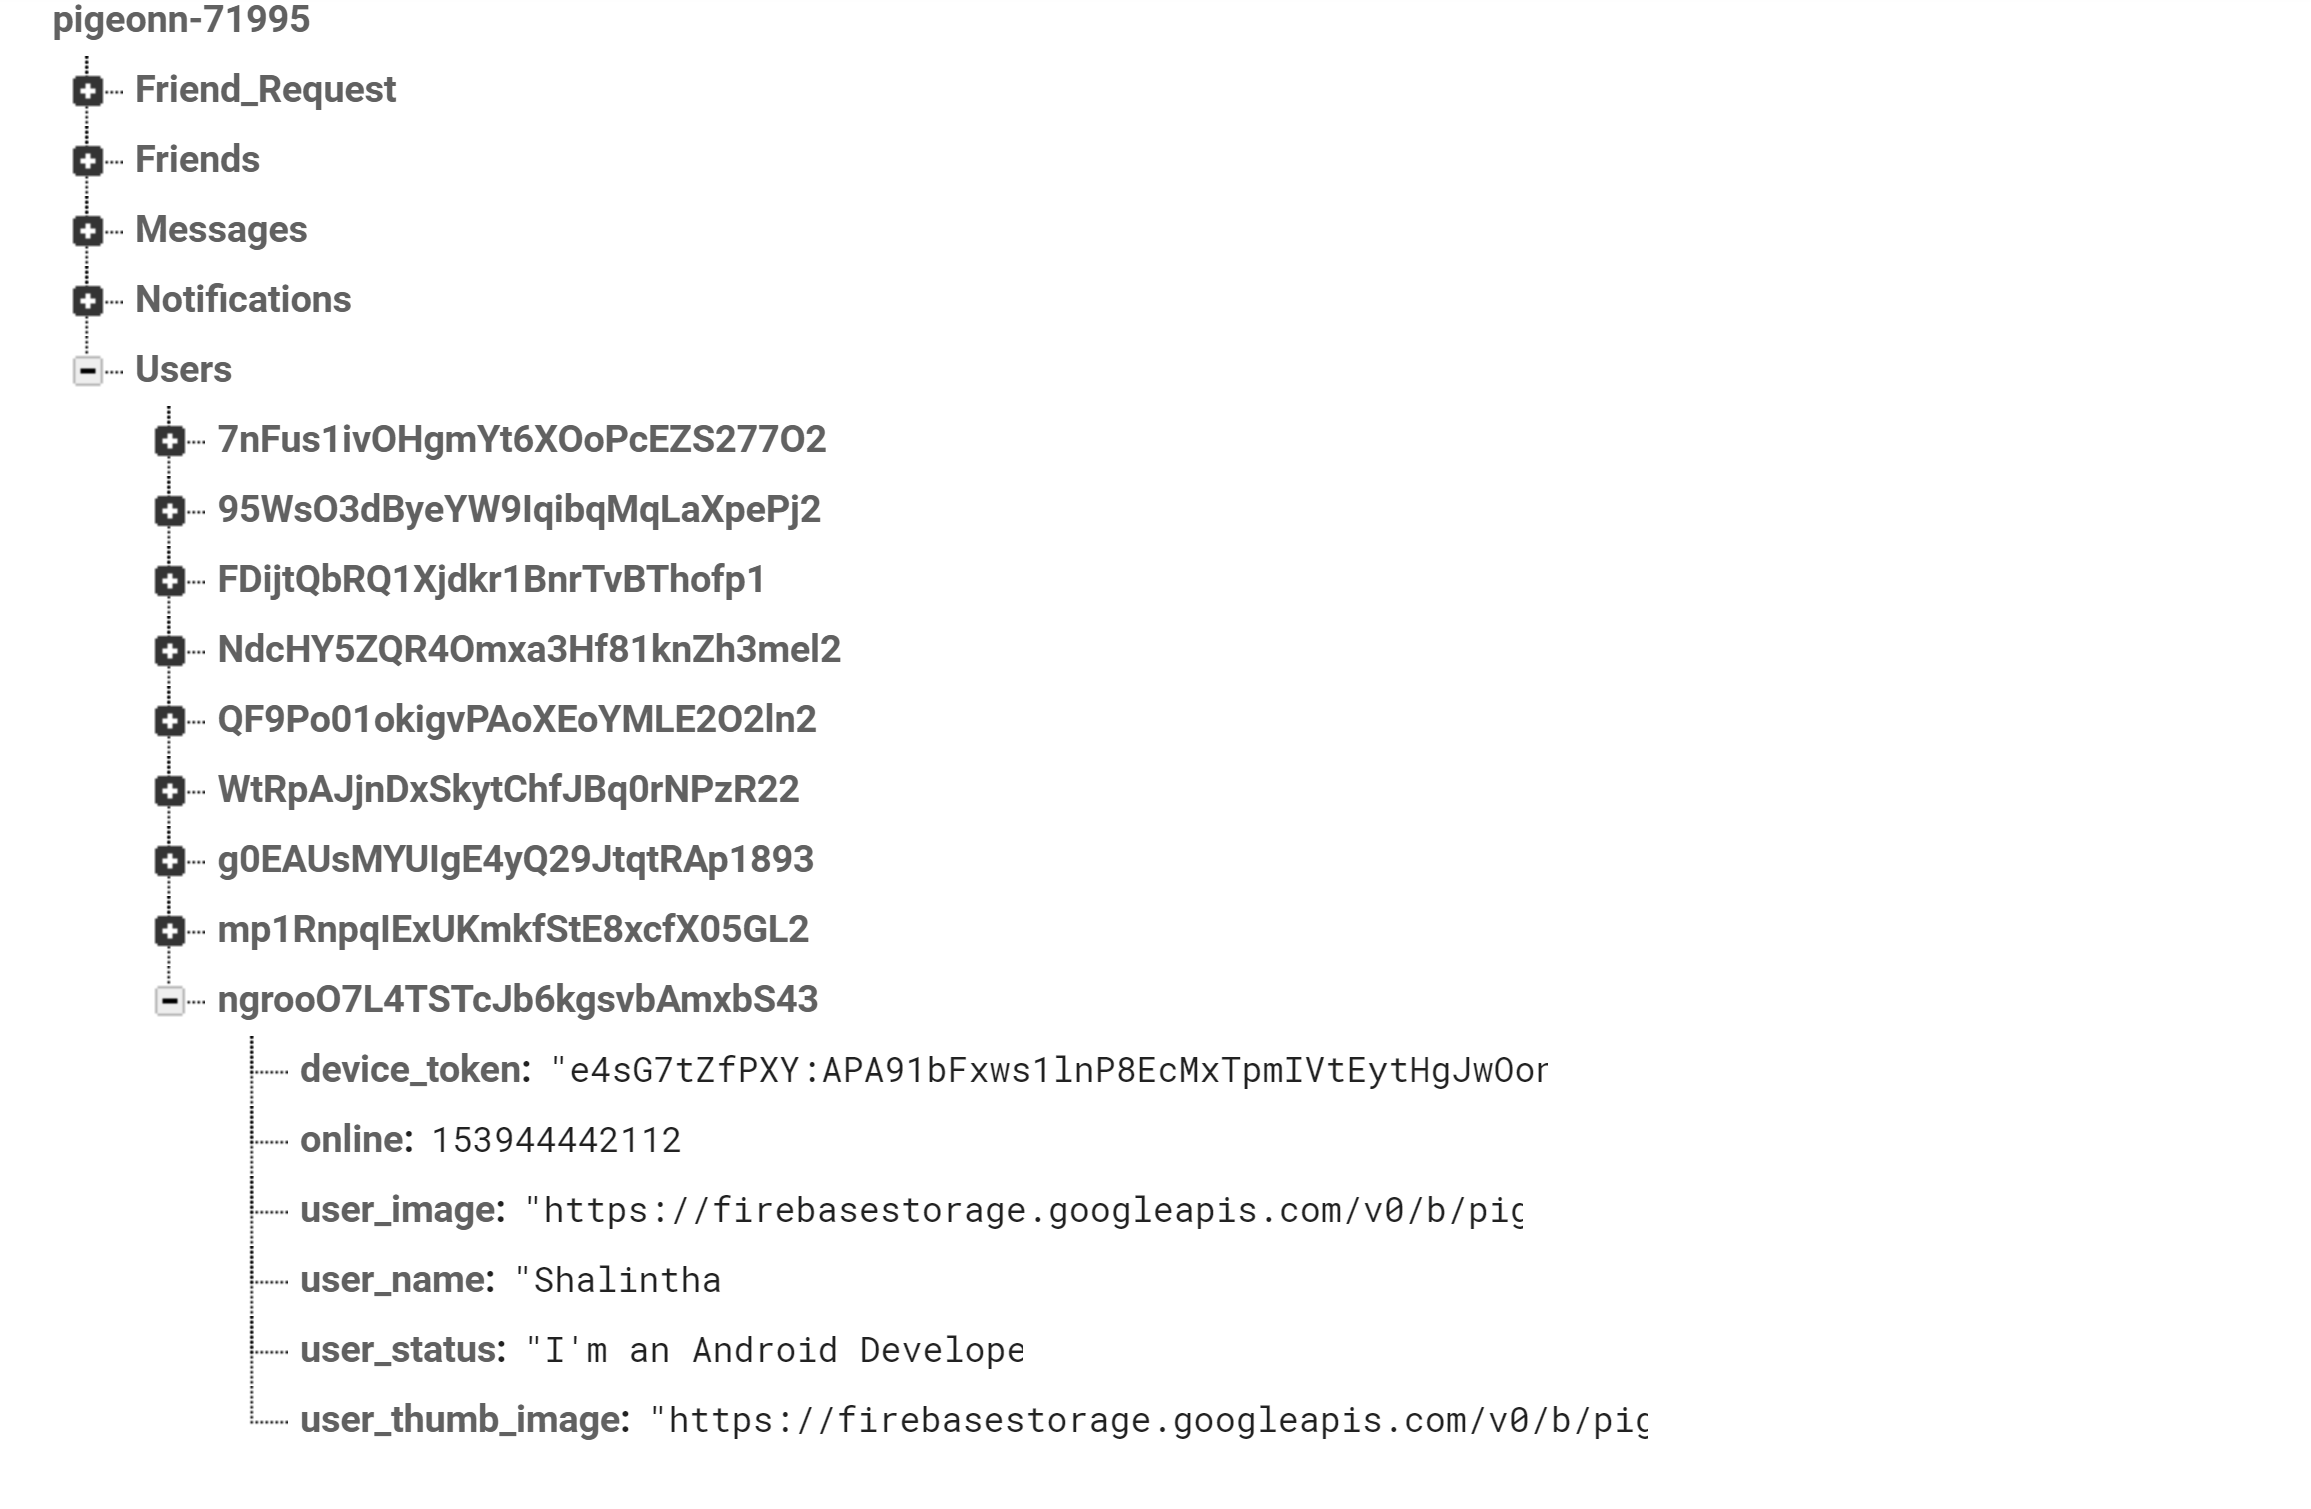 pigeonn-71995
Friend_Request
Friends
Messages
Notifications
Users
7nFus1ivOHgmYt6XOoPcEZS277O2
95WsO3dByeYW9IqibqMqLaXpePj2
FDijtQbRQ1Xjdkr1BnrTvBThofp1
NdcHY5ZQR4Omxa3Hf81knZh3mel2
QF9Po01okigvPAoXEoYMLE2O2ln2
WtRpAJjnDxSkytChfJBq0rNPzR22
g0EAUsMYUIgE4yQ29JtqtRAp1893
mp1RnpqIExUKmkfStE8xcfX05GL2
ngrooO7L4TSTcJb6kgsvbAmxbS43
device_token: "e4sG7tZfPXY:APA91bFxws1lnP8EcMxTpmIVtEytHgJwOor
online: 153944442112
user_image: "https://firebasestorage.googleapis.com/v0/b/pig
user_name: "Shalintha
user_status: "I'm an Android Develope
user_thumb_image: "https://firebasestorage.googleapis.com/v0/b/pig